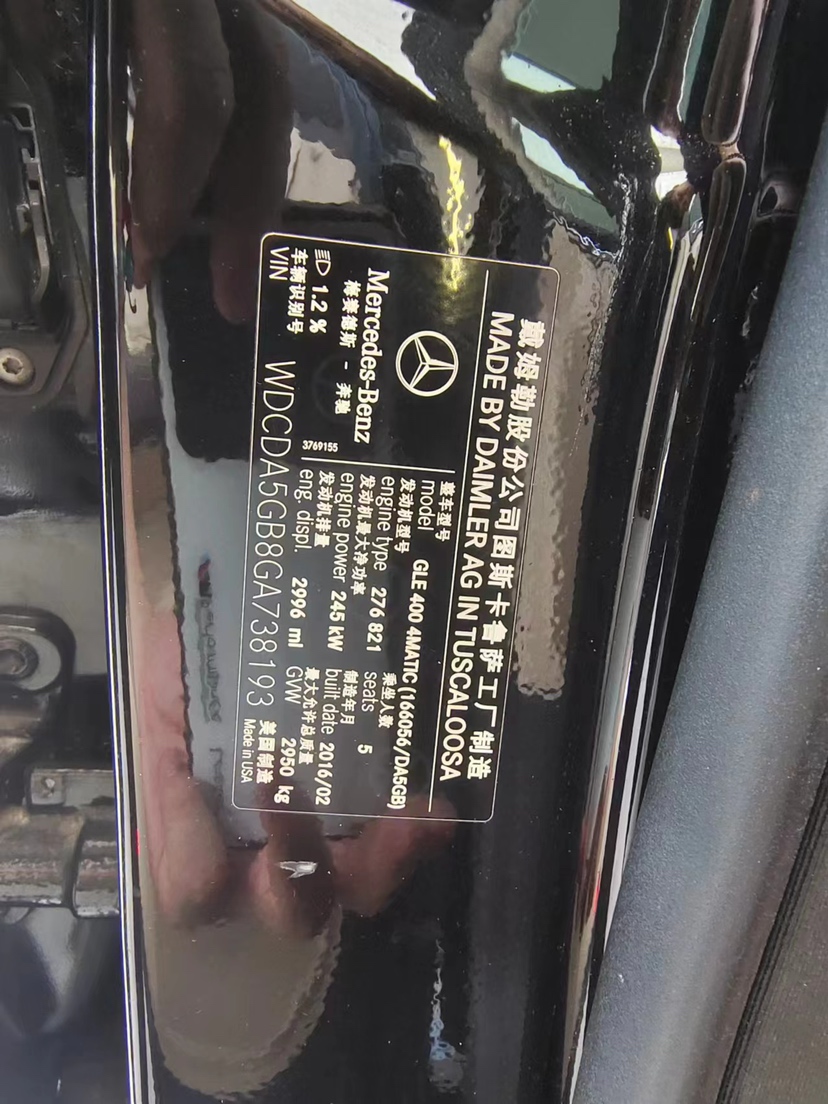 戴姆勒股份公司图斯卡鲁萨工厂制造
MADE BY DAIMLER AG IN TUSCALOOSA
Mercedes-Benz
梅赛德斯 - 奔驰
1.2 %
3769155
整车型号
model GLE 400 4MATIC (166056/DA5GB)
发动机型号
engine type 276 821
乘坐人数
seats 5
发动机最大净功率
engine power 245 kW
制造年月
built date 2016/02
发动机排量
eng. displ. 2996 ml
最大允许总质量
GVW 2950 kg
车辆识别号
VIN WDCDA5GB8GA738193
美国制造
Made in USA